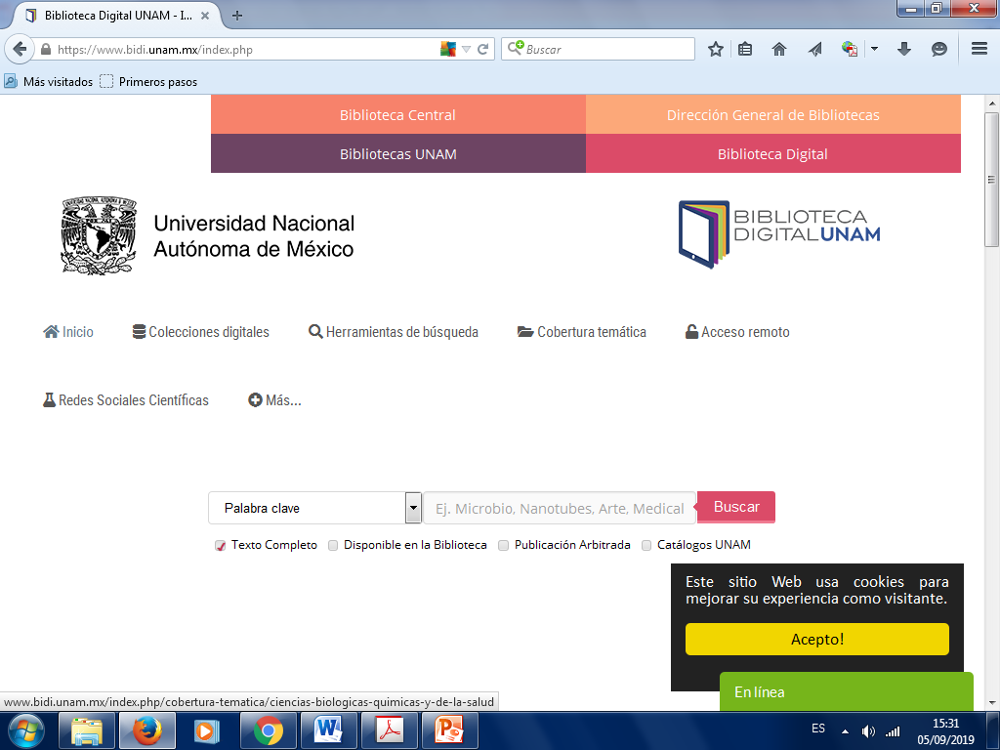 Biblioteca Digital UNAM - I...
https://www.bidi.unam.mx/index.php
Buscar
Más visitados
Primeros pasos
Biblioteca Central
Dirección General de Bibliotecas
Bibliotecas UNAM
Biblioteca Digital
Universidad Nacional
Autónoma de México
BIBLIOTECA
DIGITALUNAM
Inicio
Colecciones digitales
Herramientas de búsqueda
Cobertura temática
Acceso remoto
Redes Sociales Científicas
Más...
Palabra clave
Ej. Microbio, Nanotubes, Arte, Medical
Buscar
Texto Completo
Disponible en la Biblioteca
Publicación Arbitrada
Catálogos UNAM
Este sitio Web usa cookies para
mejorar su experiencia como visitante.
Acepto!
En línea
www.bidi.unam.mx/index.php/cobertura-tematica/ciencias-biologicas-quimicas-y-de-la-salud
ES
15:31
05/09/2019